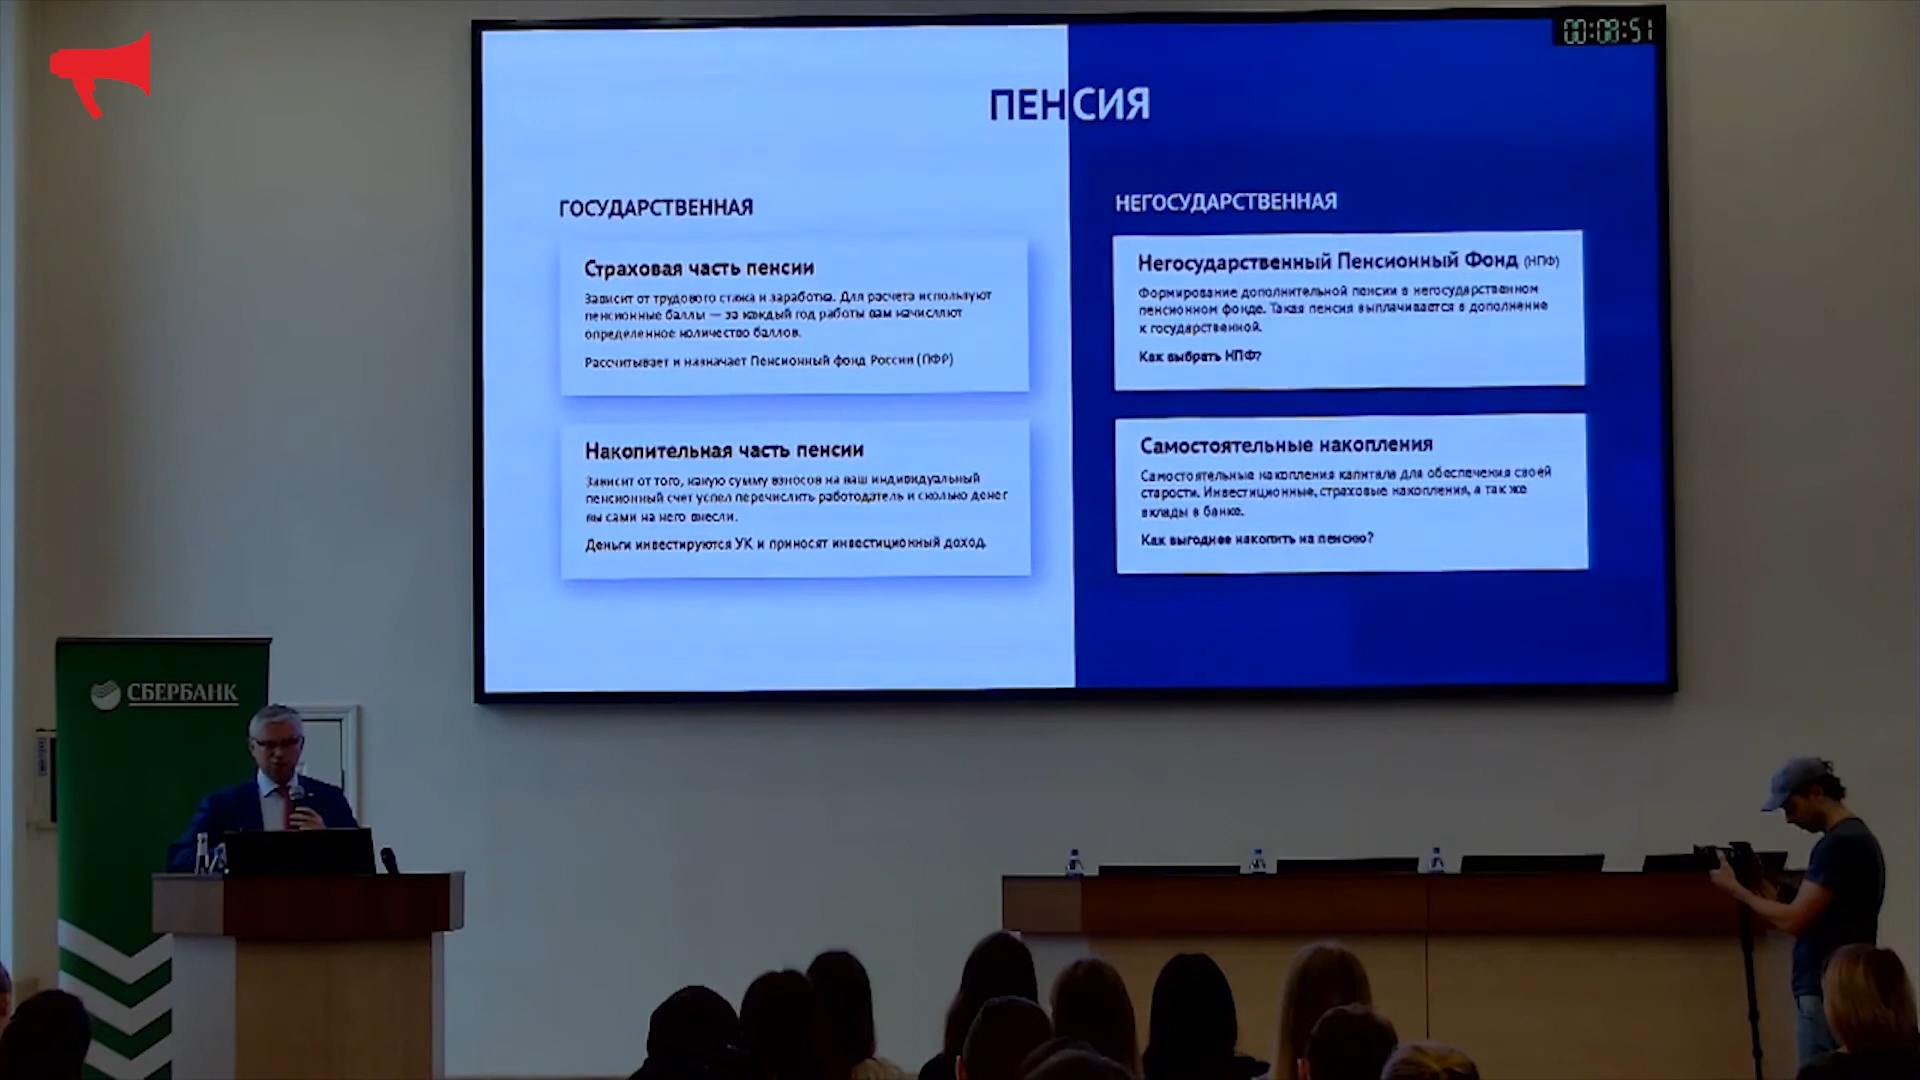 00:08:51
ПЕНСИЯ
ГОСУДАРСТВЕННАЯ
Страховая часть пенсии
Зависит от трудового стажа и заработка. Для расчета используют
пенсионные баллы — за каждый год работы вам начисляют
определенное количество баллов.
Рассчитывает и назначает Пенсионный фонд России (ПФР)
Накопительная часть пенсии
Зависит от того, какую сумму взносов на ваш индивидуальный
пенсионный счет успел перечислить работодатель и сколько денег
вы сами на него внесли.
Деньги инвестируются УК и приносят инвестиционный доход.
НЕГОСУДАРСТВЕННАЯ
Негосударственный Пенсионный Фонд (НПФ)
Формирование дополнительной пенсии в негосударственном
пенсионном фонде. Такая пенсия выплачивается в дополнение
к государственной.
Как выбрать НПФ?
Самостоятельные накопления
Самостоятельные накопления капитала для обеспечения своей
старости. Инвестиционные, страховые накопления, а так же
вклады в банке.
Как выгоднее накопить на пенсию?
СБЕРБАНК